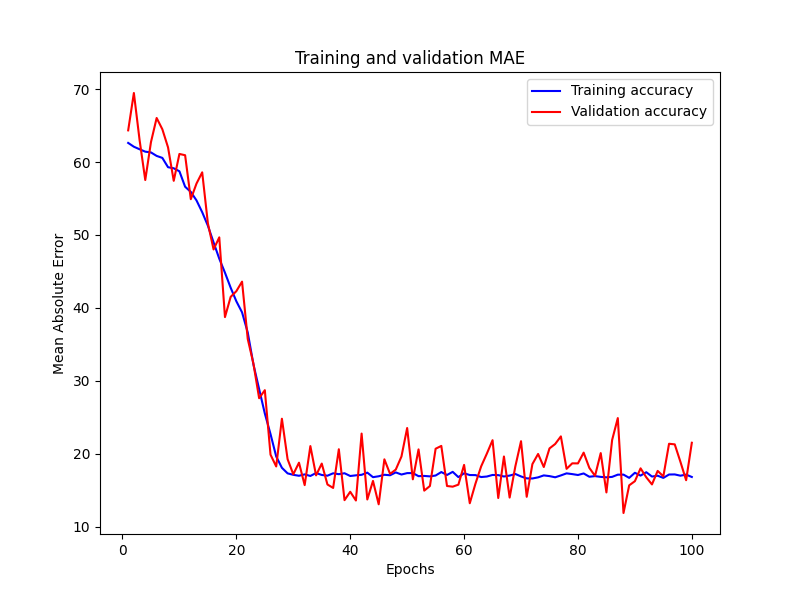 Training and validation MAE
Training accuracy
Validation accuracy
Mean Absolute Error
70
60
50
40
30
20
10
0 20 40 60 80 100
Epochs